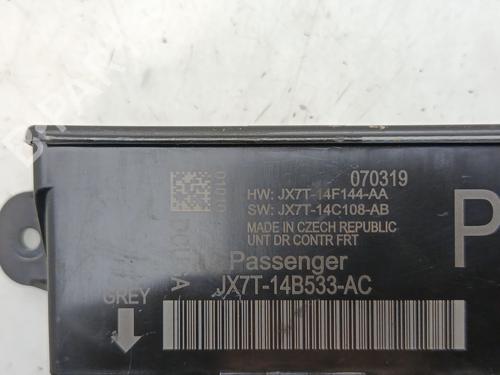 070319
HW: JX7T-14F144-AA
SW: JX7T-14C108-AB
MADE IN CZECH REPUBLIC
UNT DR CONTR FRT
P
Passenger
JX7T-14B533-AC
GREY